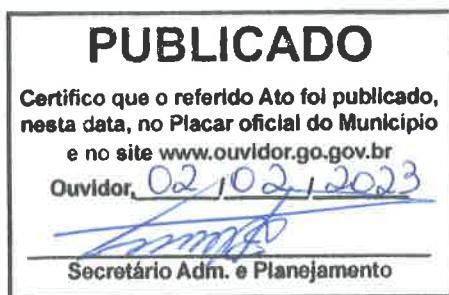 PUBLICADO
Certifico que o referido Ato foi publicado,
nesta data, no Placar oficial do Município
e no site www.ouvidor.go.gov.br
Ouvidor, 02 / 02 / 2023
Secretário Adm. e Planejamento